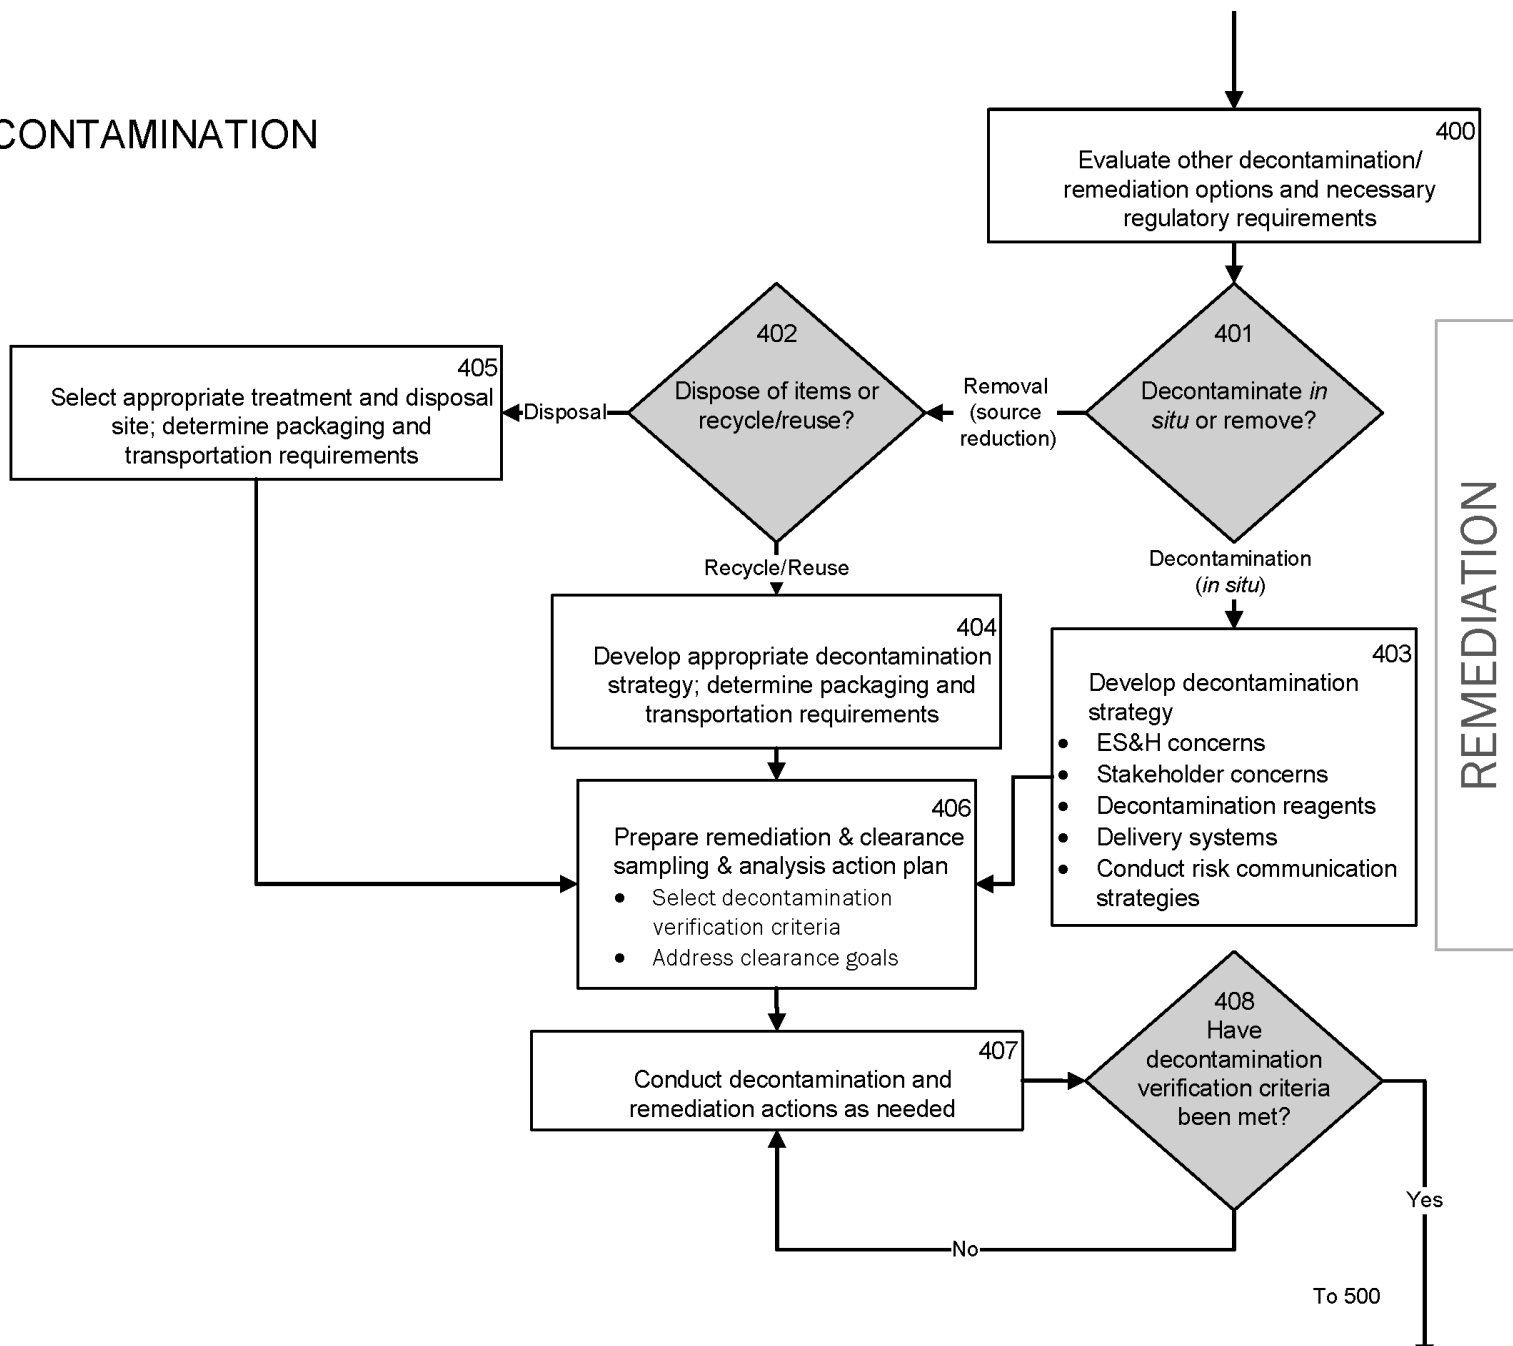 CONTAMINATION
400
Evaluate other decontamination/
remediation options and necessary
regulatory requirements
401
Decontaminate in
situ or remove?
Removal
(source
reduction)
402
Dispose of items or
recycle/reuse?
Disposal
405
Select appropriate treatment and disposal
site; determine packaging and
transportation requirements
Recycle/Reuse
404
Develop appropriate decontamination
strategy; determine packaging and
transportation requirements
Decontamination
(in situ)
403
Develop decontamination
strategy
• ES&H concerns
• Stakeholder concerns
• Decontamination reagents
• Delivery systems
• Conduct risk communication
strategies
REMEDIATION
406
Prepare remediation & clearance
sampling & analysis action plan
• Select decontamination
verification criteria
• Address clearance goals
407
Conduct decontamination and
remediation actions as needed
408
Have
decontamination
verification criteria
been met?
Yes
No
To 500